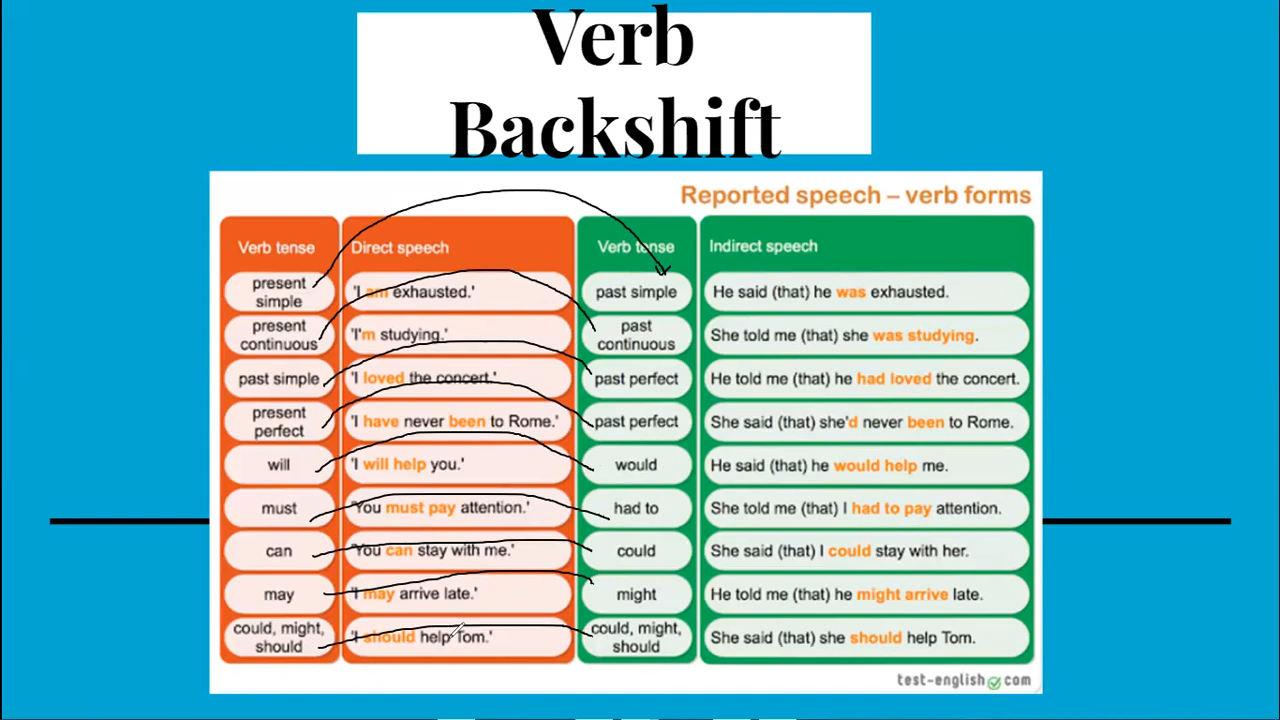 Verb
Backshift
Reported speech – verb forms
Verb tense Direct speech Verb tense Indirect speech
present
simple
'I am exhausted.'
past simple
He said (that) he was exhausted.
present
continuous
'I'm studying.'
past
continuous
She told me (that) she was studying.
past simple
'I loved the concert.'
past perfect
He told me (that) he had loved the concert.
present
perfect
'I have never been to Rome.'
past perfect
She said (that) she'd never been to Rome.
will
'I will help you.'
would
He said (that) he would help me.
must
'You must pay attention.'
had to
She told me (that) I had to pay attention.
can
'You can stay with me.'
could
She said (that) I could stay with her.
may
'I may arrive late.'
might
He told me (that) he might arrive late.
could, might,
should
'I should help Tom.'
could, might,
should
She said (that) she should help Tom.
test-english.com